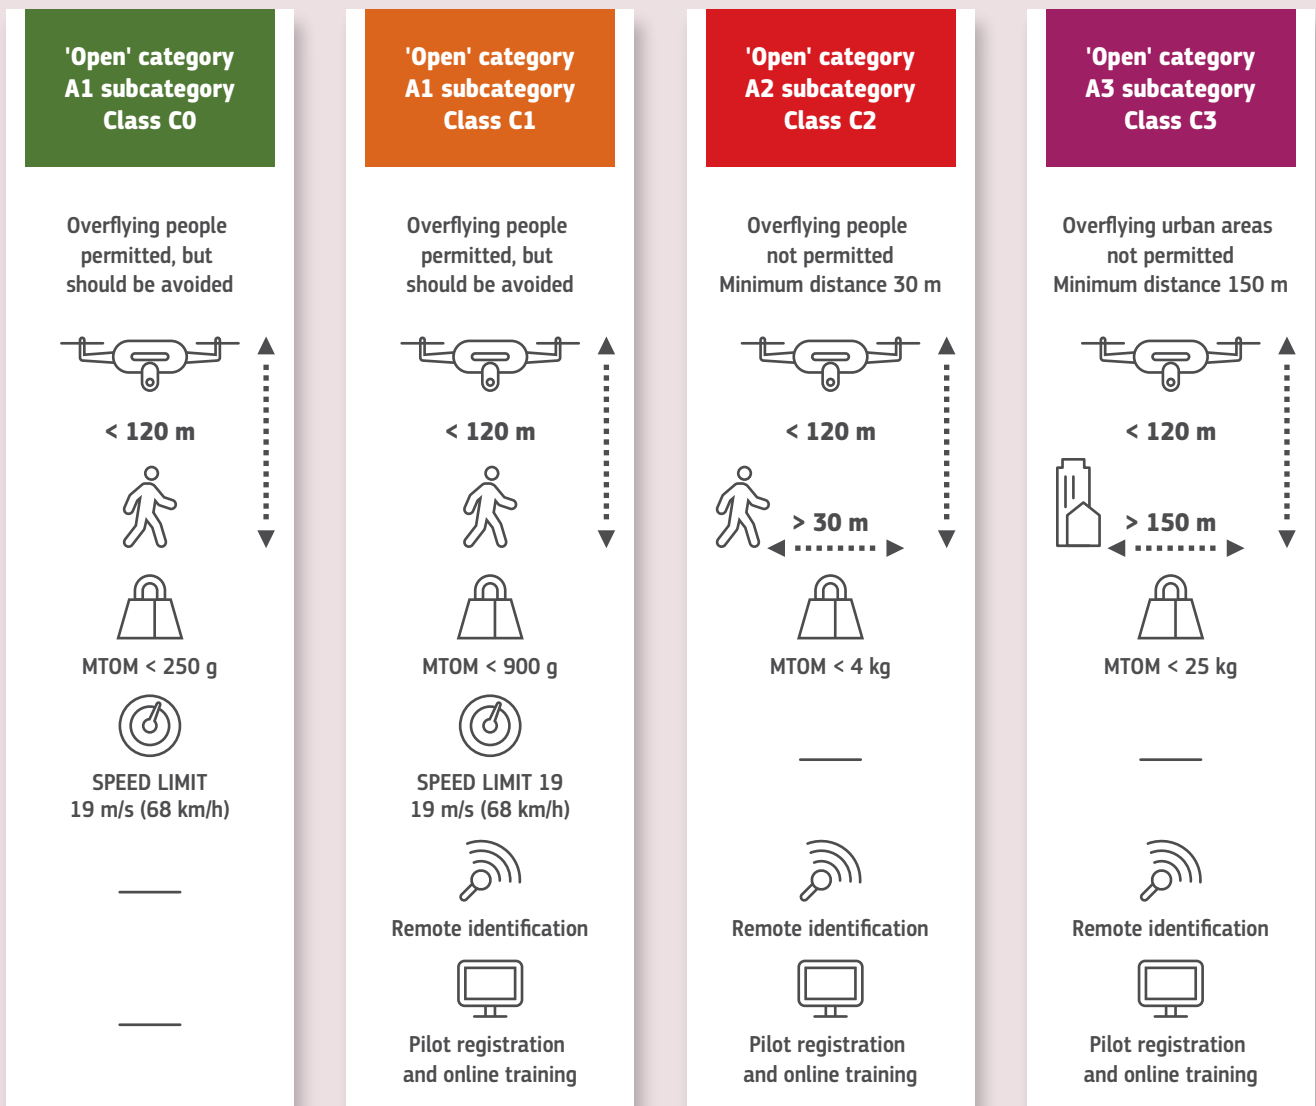 'Open' category
A1 subcategory
Class C0
Overflying people
permitted, but
should be avoided
< 120 m
MTOM < 250 g
SPEED LIMIT
19 m/s (68 km/h)
'Open' category
A1 subcategory
Class C1
Overflying people
permitted, but
should be avoided
< 120 m
MTOM < 900 g
SPEED LIMIT 19
19 m/s (68 km/h)
Remote identification
Pilot registration
and online training
'Open' category
A2 subcategory
Class C2
Overflying people
not permitted
Minimum distance 30 m
< 120 m
> 30 m
MTOM < 4 kg
Remote identification
Pilot registration
and online training
'Open' category
A3 subcategory
Class C3
Overflying urban areas
not permitted
Minimum distance 150 m
< 120 m
> 150 m
MTOM < 25 kg
Remote identification
Pilot registration
and online training